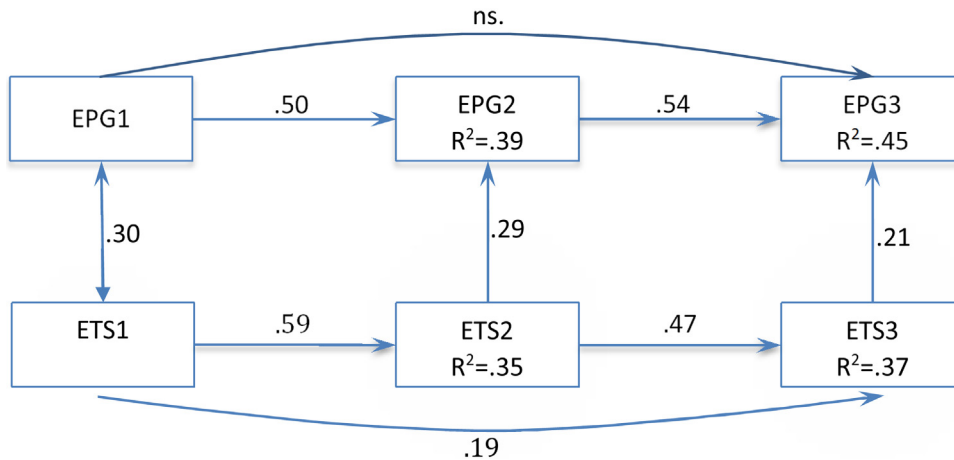 ns.
EPG1
.50
EPG2
R²=.39
.54
EPG3
R²=.45
.30
.29
.21
ETS1
.59
ETS2
R²=.35
.47
ETS3
R²=.37
.19